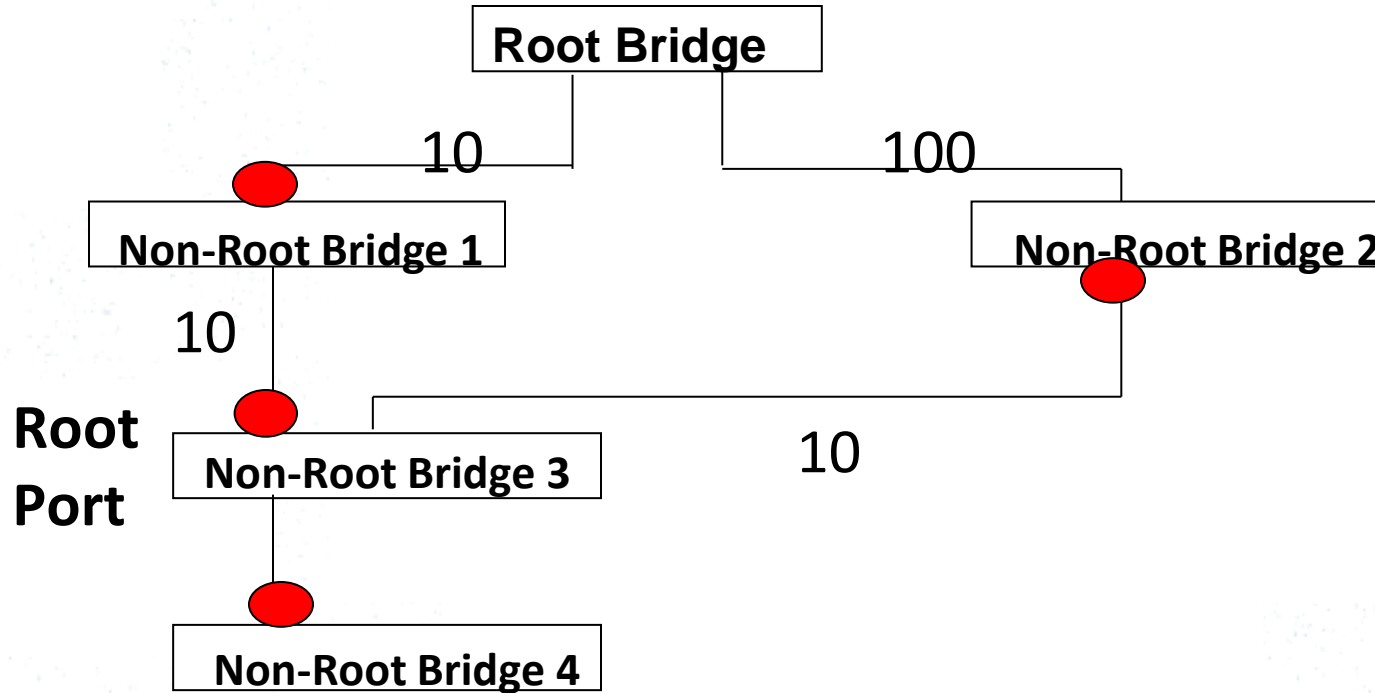 Root Bridge
10
100
Non-Root Bridge 1
Non-Root Bridge 2
10
Root
Port
Non-Root Bridge 3
10
Non-Root Bridge 4